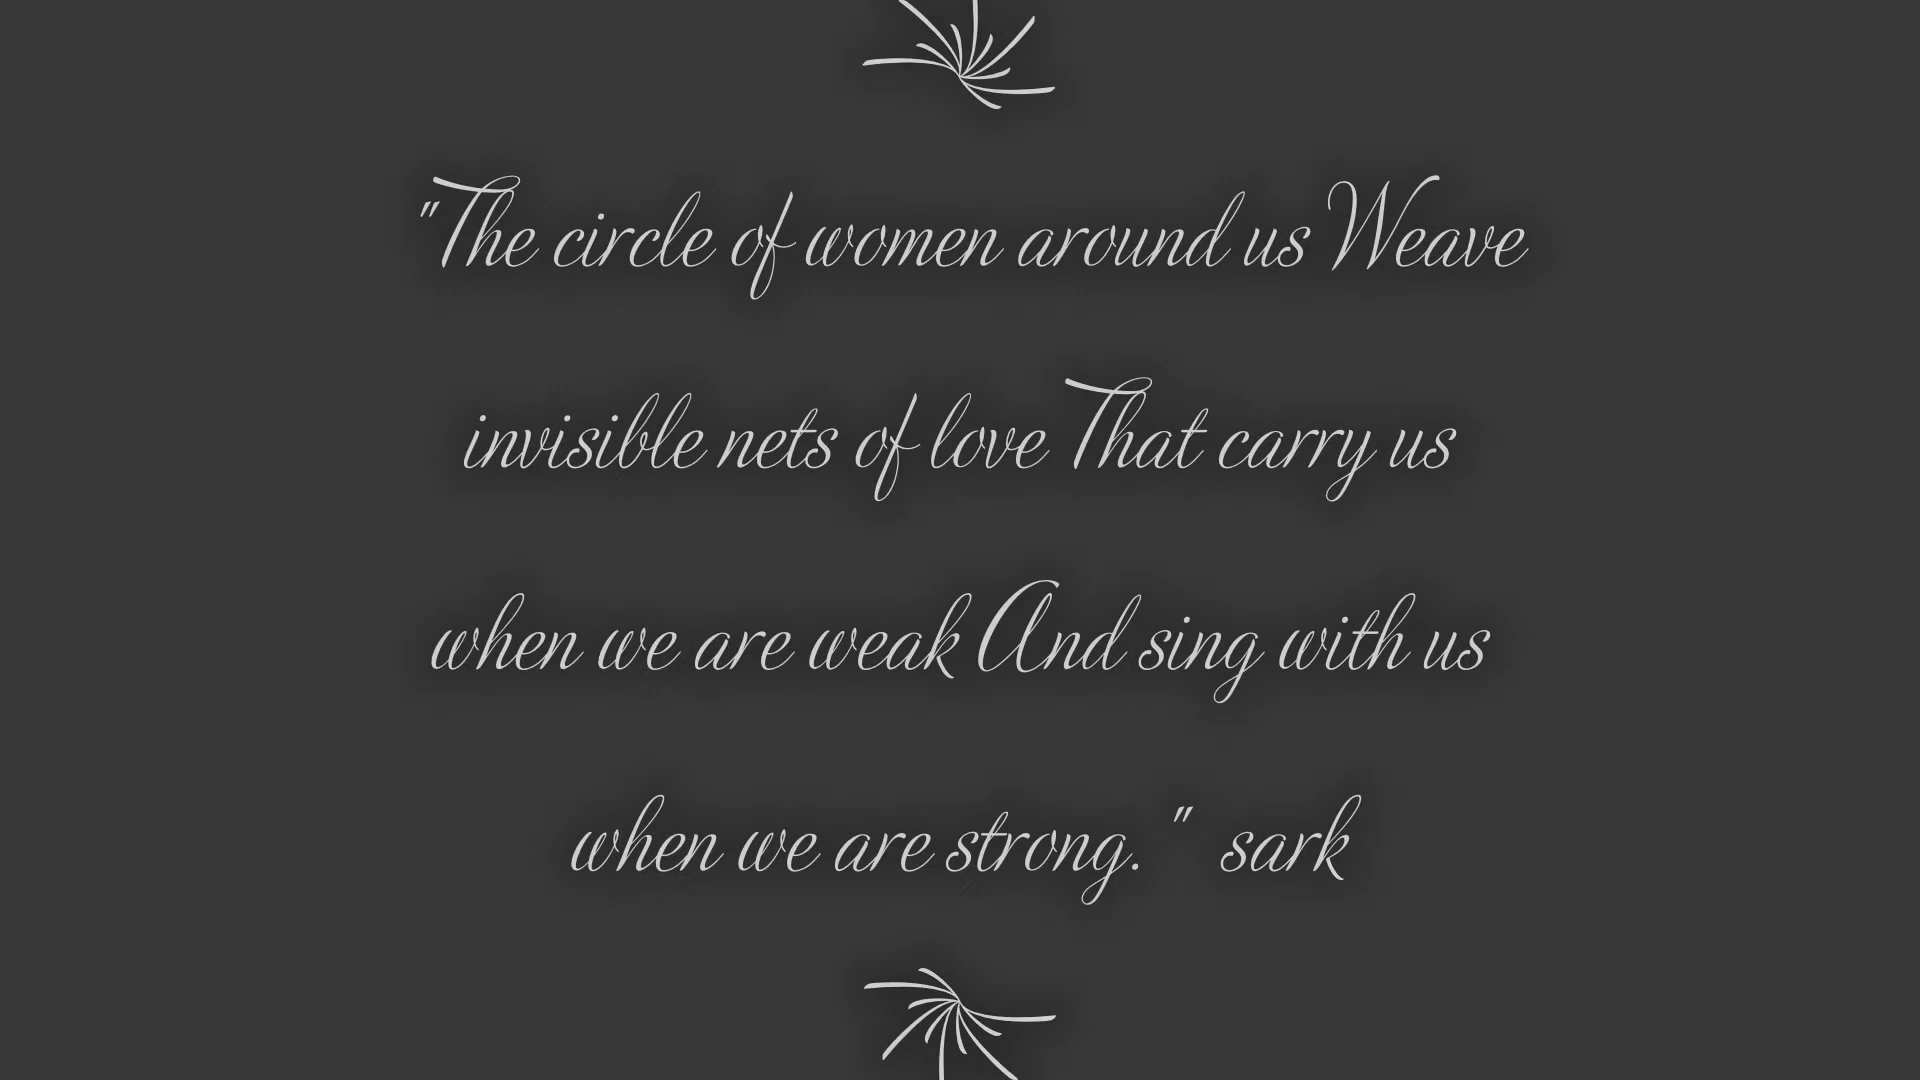 "The circle of women around us Weave
invisible nets of love That carry us
when we are weak And sing with us
when we are strong. " sark